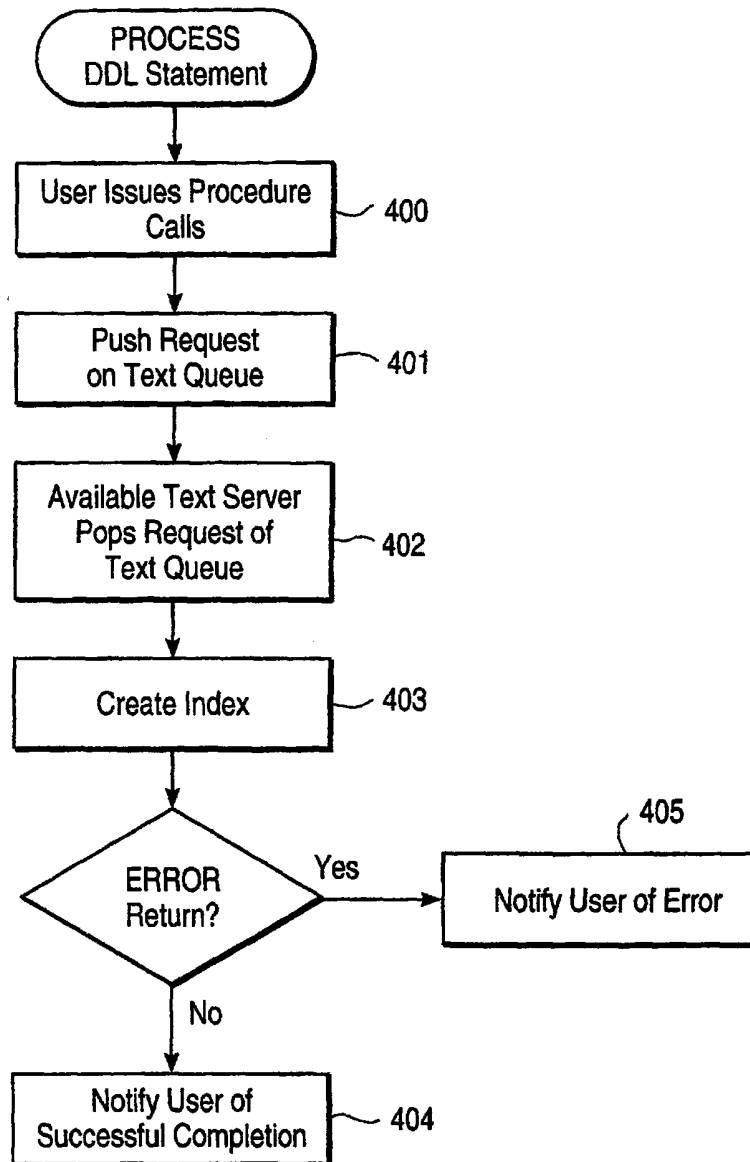 PROCESS
DDL Statement
User Issues Procedure
Calls
400
Push Request
on Text Queue
401
Available Text Server
Pops Request of
Text Queue
402
Create Index
403
ERROR
Return?
Yes
405
Notify User of Error
No
Notify User of
Successful Completion
404